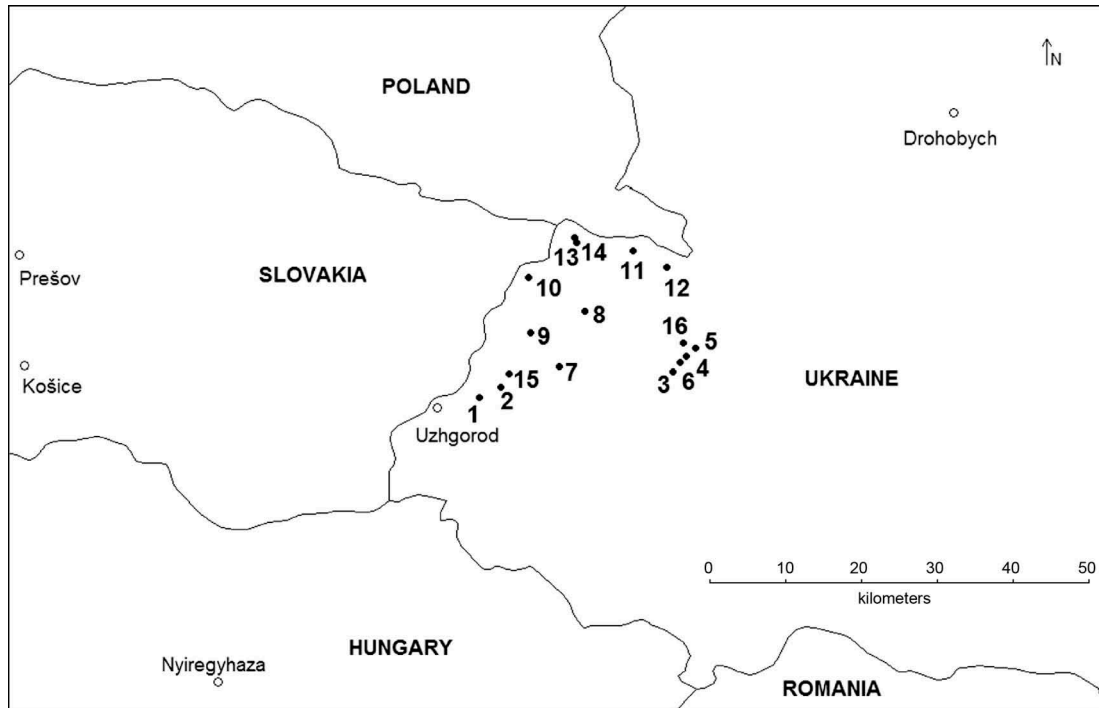 POLAND
N
Drohobych
13
14
11
Prešov
SLOVAKIA
10
12
8
16
9
5
Košice
15
7
3
6
4
UKRAINE
1
2
Uzhgorod
0 10 20 30 40 50
kilometers
HUNGARY
Nyiregyhaza
ROMANIA